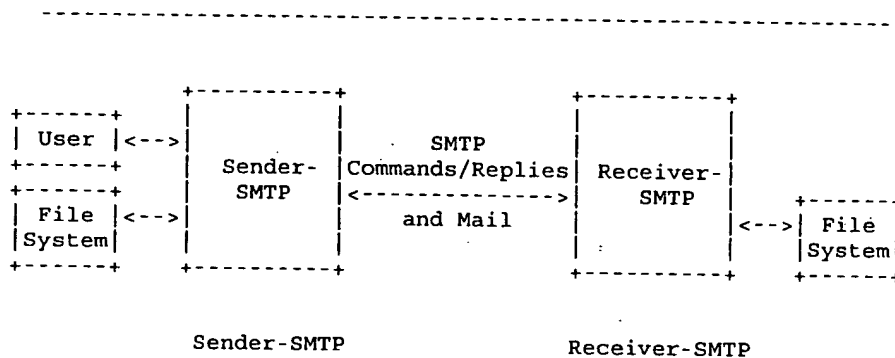 - - - - - - - - - - - - - - - - - - - - - - - - - - - - - - - - - - - - - - - - - - - - - - - - -
              +----------+                +----------+
+------+      |          |                |          |
| User |<-->  |          |      SMTP      |          |
+------+      | Sender-  |Commands/Replies| Receiver-|
+------+      |   SMTP   |<-------------->|   SMTP   |      +------+
| File |<-->  |          |    and Mail    |          |<-->  | File |
|System|      |          |                |          |      |System|
+------+      +----------+                +----------+      +------+
Sender-SMTP                Receiver-SMTP